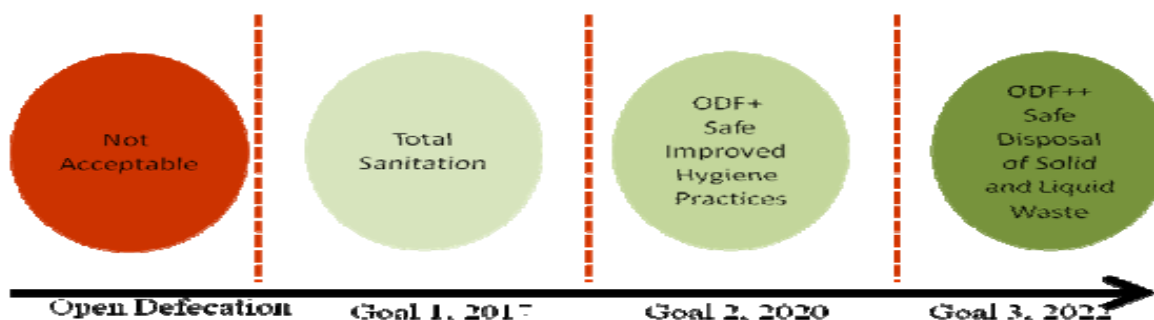 Not
Acceptable
Total
Sanitation
ODF+
Safe
Improved
Hygiene
Practices
ODF++
Safe
Disposal
of Solid
and Liquid
Waste
Open Defecation
Goal 1, 2017
Goal 2, 2020
Goal 3, 2022